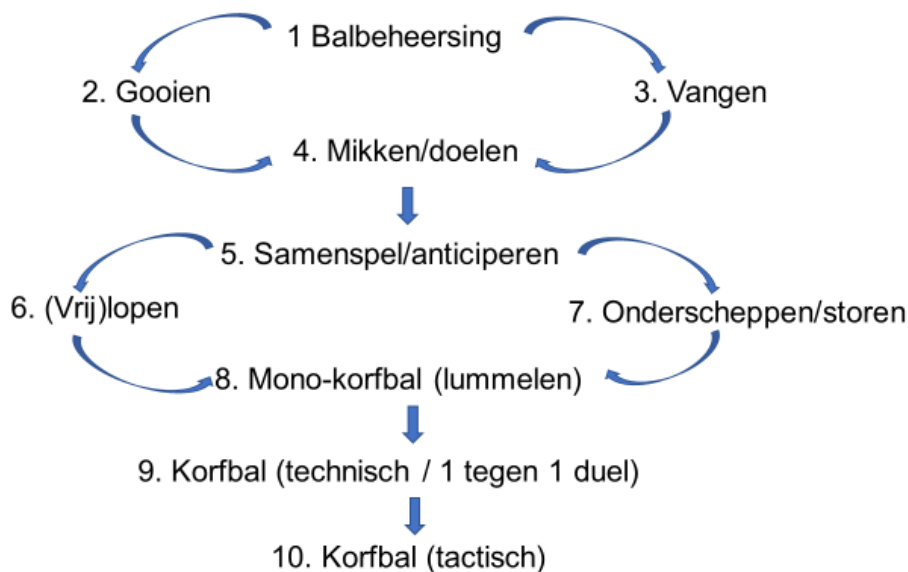 1 Balbeheersing
2. Gooien
3. Vangen
4. Mikken/doelen
5. Samenspel/anticiperen
6. (Vrij)lopen
7. Onderscheppen/storen
8. Mono-korfbal (lummelen)
9. Korfbal (technisch / 1 tegen 1 duel)
10. Korfbal (tactisch)